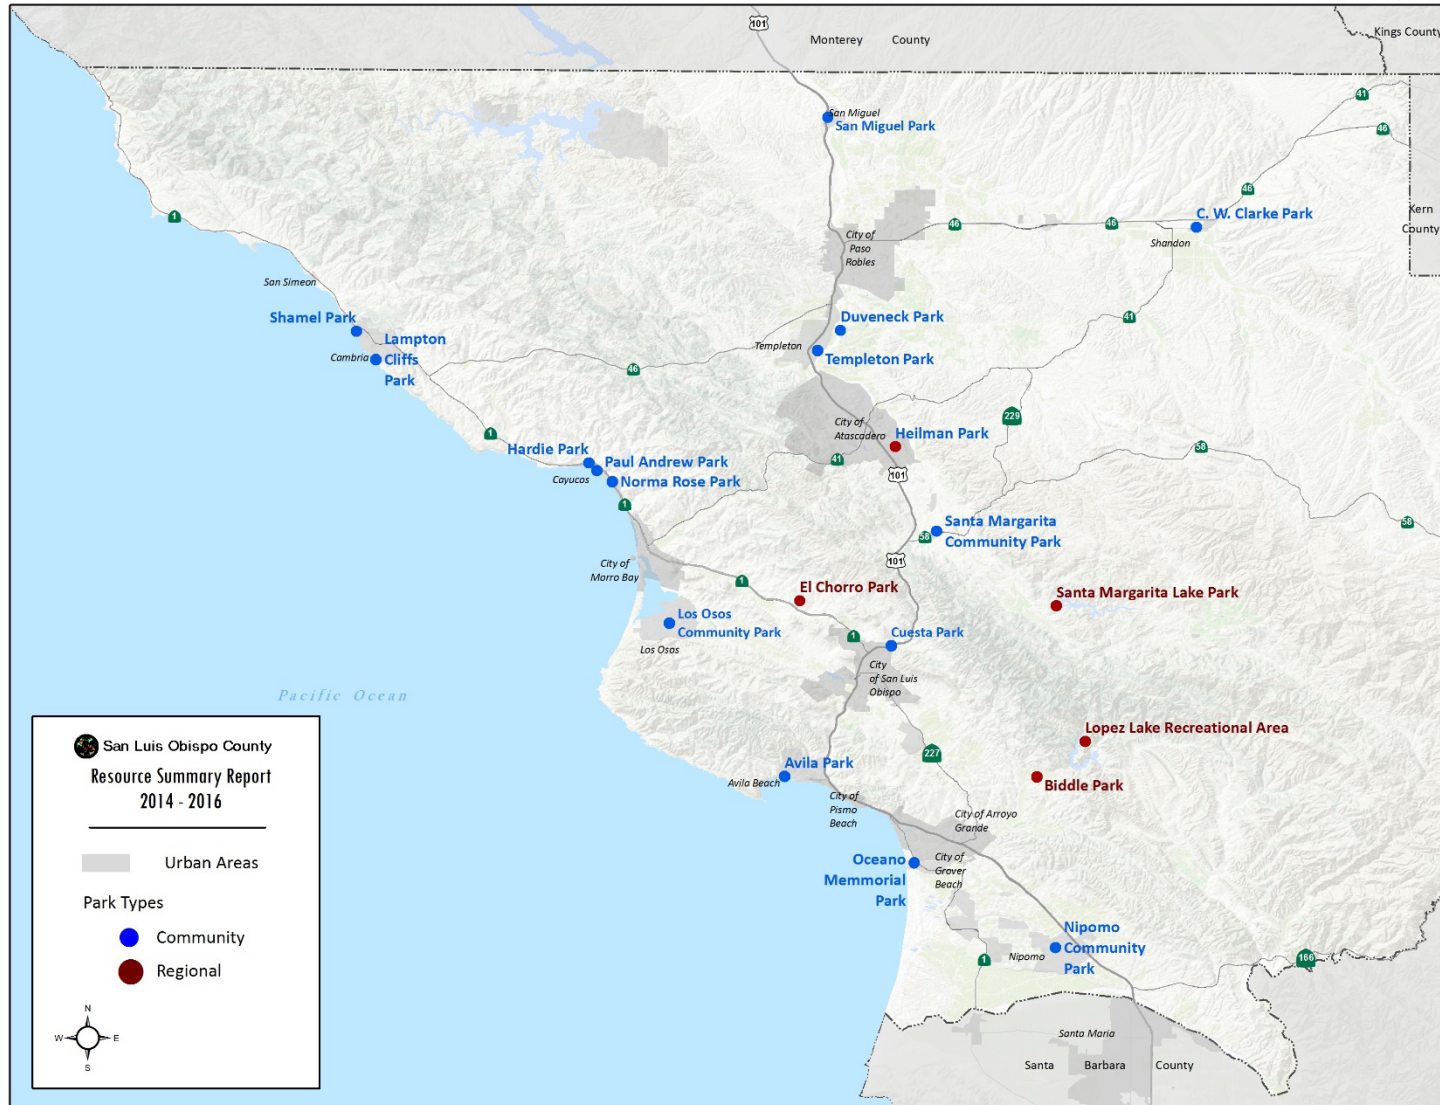 101
Monterey County
Kings County
41
46
San Miguel
San Miguel Park
46
C. W. Clarke Park
Kern
County
1
46
46
City of
Paso
Robles
Shandon
San Simeon
Shamel Park
Lampton
Cliffs
Park
Cambria
Duveneck Park
41
Templeton
Templeton Park
46
229
City of
Atascadero
Heilman Park
1
58
Hardie Park
Paul Andrew Park
Cayucos
Norma Rose Park
41
101
1
58
Santa Margarita
Community Park
58
101
City of
Morro Bay
1
El Chorro Park
Santa Margarita Lake Park
Los Osos
Community Park
Los Osos
1
Cuesta Park
City
of San Luis
Obispo
Pacific Ocean
227
Lopez Lake Recreational Area
Biddle Park
Avila Park
Avila Beach
City of
Pismo
Beach
City of Arroyo
Grande
Oceano
Memmorial
Park
City of
Grover
Beach
Nipomo
Community
Park
Nipomo
1
166
Santa Maria
Santa Barbara County
San Luis Obispo County
Resource Summary Report
2014 - 2016
Urban Areas
Park Types
Community
Regional
N
W E
S